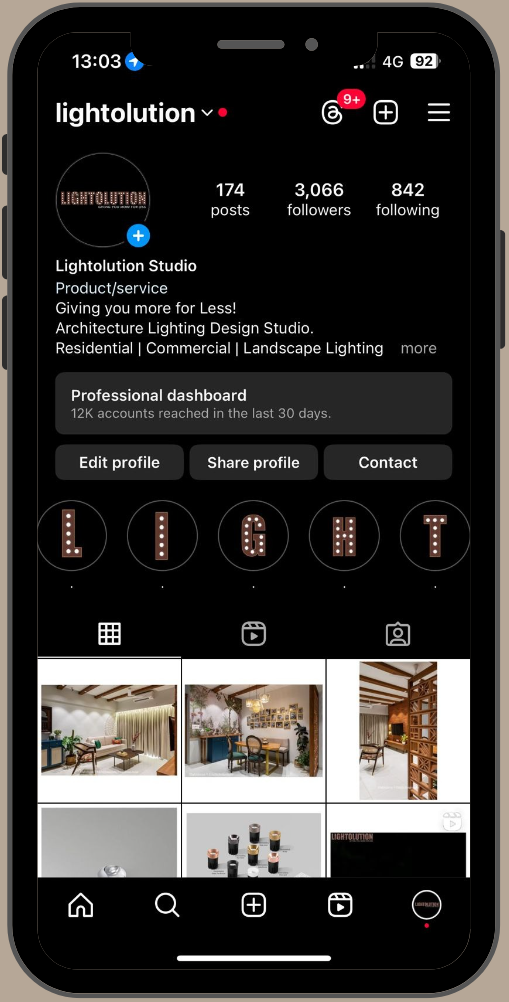 13:03
4G 92
lightolution
9+
LIGHTOLUTION
174 posts
3,066 followers
842 following
Lightolution Studio
Product/service
Giving you more for Less!
Architecture Lighting Design Studio.
Residential | Commercial | Landscape Lighting more
Professional dashboard
12K accounts reached in the last 30 days.
Edit profile
Share profile
Contact
L I G H T
LIGHTOLUTION